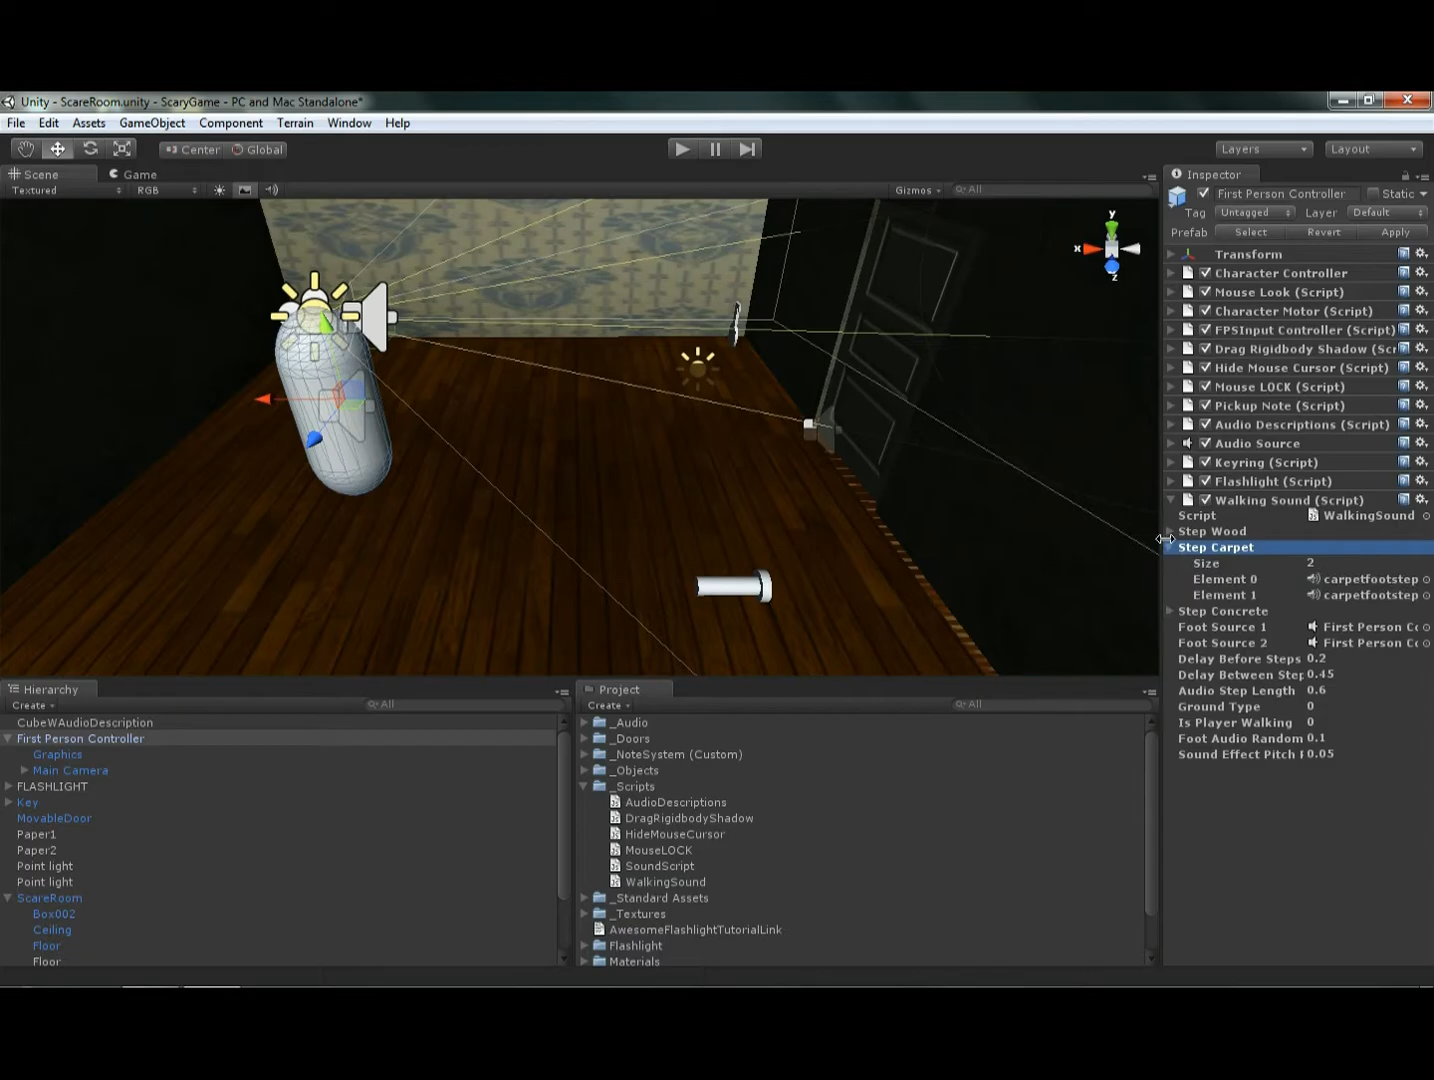 Unity - ScareRoom.unity - ScaryGame - PC and Mac Standalone*
File Edit Assets GameObject Component Terrain Window Help
Center Global Layers Layout
Scene Game Inspector
Textured RGB Gizmos All
First Person Controller Static
Tag Untagged Layer Default
Prefab Select Revert Apply
Transform
Character Controller
Mouse Look (Script)
Character Motor (Script)
FPSInput Controller (Script)
Drag Rigidbody Shadow (Scr
Hide Mouse Cursor (Script)
Mouse LOCK (Script)
Pickup Note (Script)
Audio Descriptions (Script)
Audio Source
Keyring (Script)
Flashlight (Script)
Walking Sound (Script)
Script WalkingSound
Step Wood
Step Carpet
Size 2
Element 0 carpetfootstep
Element 1 carpetfootstep
Step Concrete
Foot Source 1 First Person Co
Foot Source 2 First Person Co
Delay Before Steps 0.2
Delay Between Step 0.45
Audio Step Length 0.6
Ground Type 0
Is Player Walking 0
Foot Audio Random 0.1
Sound Effect Pitch 0.05
y
x
z
Hierarchy
Create All
CubeWAudioDescription
First Person Controller
Graphics
Main Camera
FLASHLIGHT
Key
MovableDoor
Paper1
Paper2
Point light
Point light
ScareRoom
Box002
Ceiling
Floor
Floor
Project
Create All
_Audio
_Doors
_NoteSystem (Custom)
_Objects
_Scripts
AudioDescriptions
DragRigidbodyShadow
HideMouseCursor
MouseLOCK
SoundScript
WalkingSound
_Standard Assets
_Textures
AwesomeFlashlightTutorialLink
Flashlight
Materials